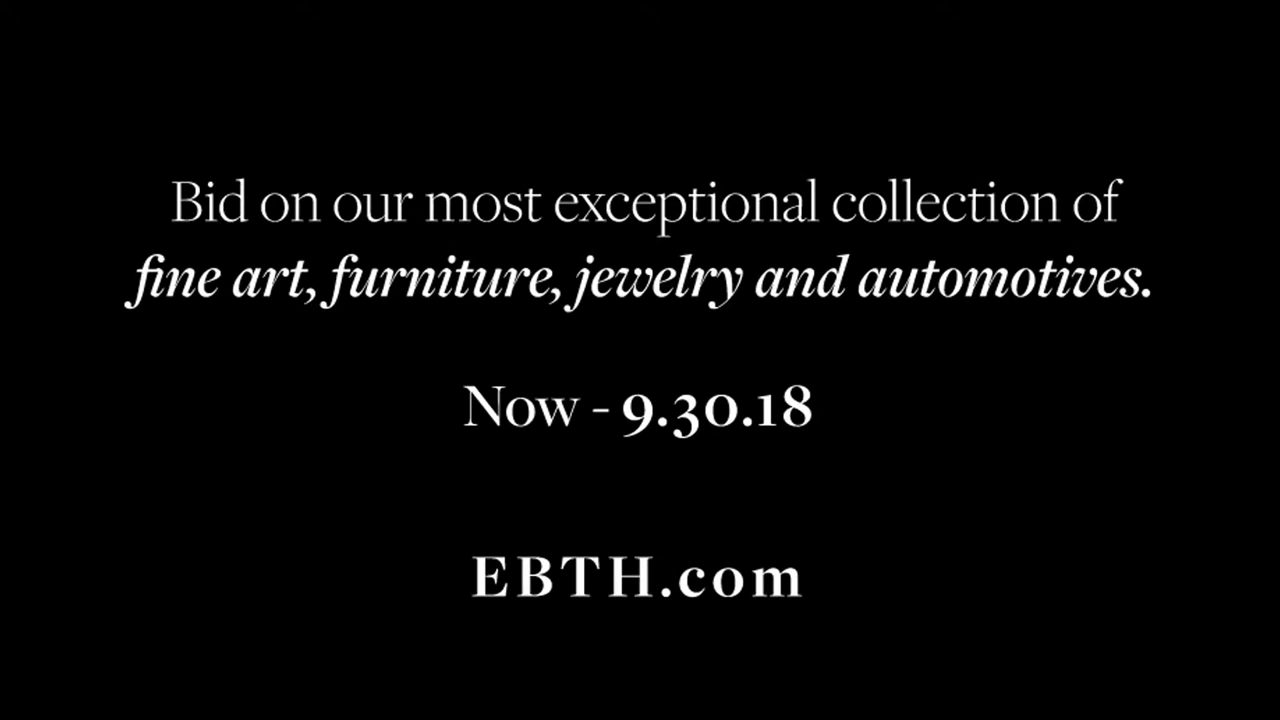 Bid on our most exceptional collection of
fine art, furniture, jewelry and automotives.
Now - 9.30.18
EBTH.com